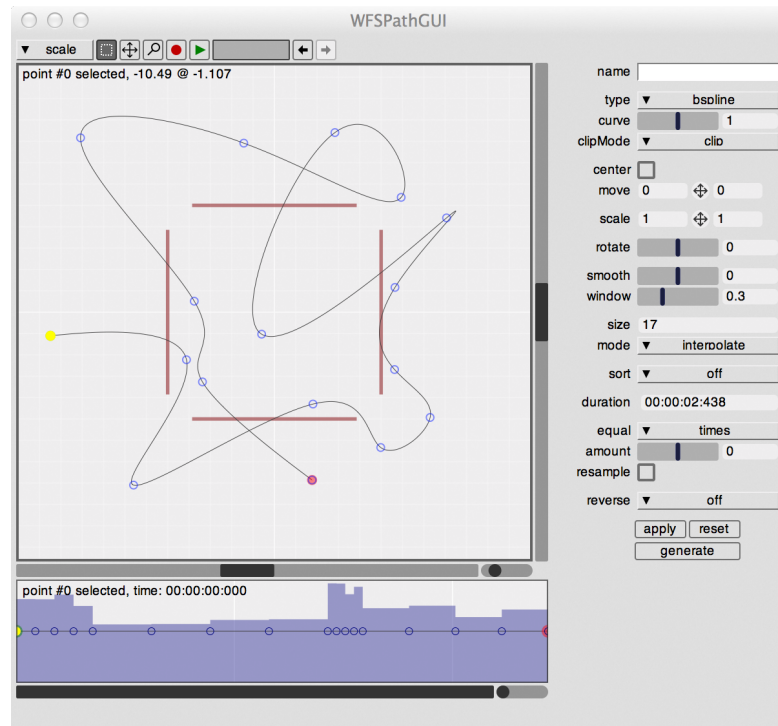 WFSPathGUI
▼ scale
point #0 selected, -10.49 @ -1.107
name
type ▼ bspline
curve 1
clipMode ▼ clip
center
move 0 0
scale 1 1
rotate 0
smooth 0
window 0.3
size 17
mode ▼ interpolate
sort ▼ off
duration 00:00:02:438
equal ▼ times
amount 0
resample
reverse ▼ off
apply reset
generate
point #0 selected, time: 00:00:00:000